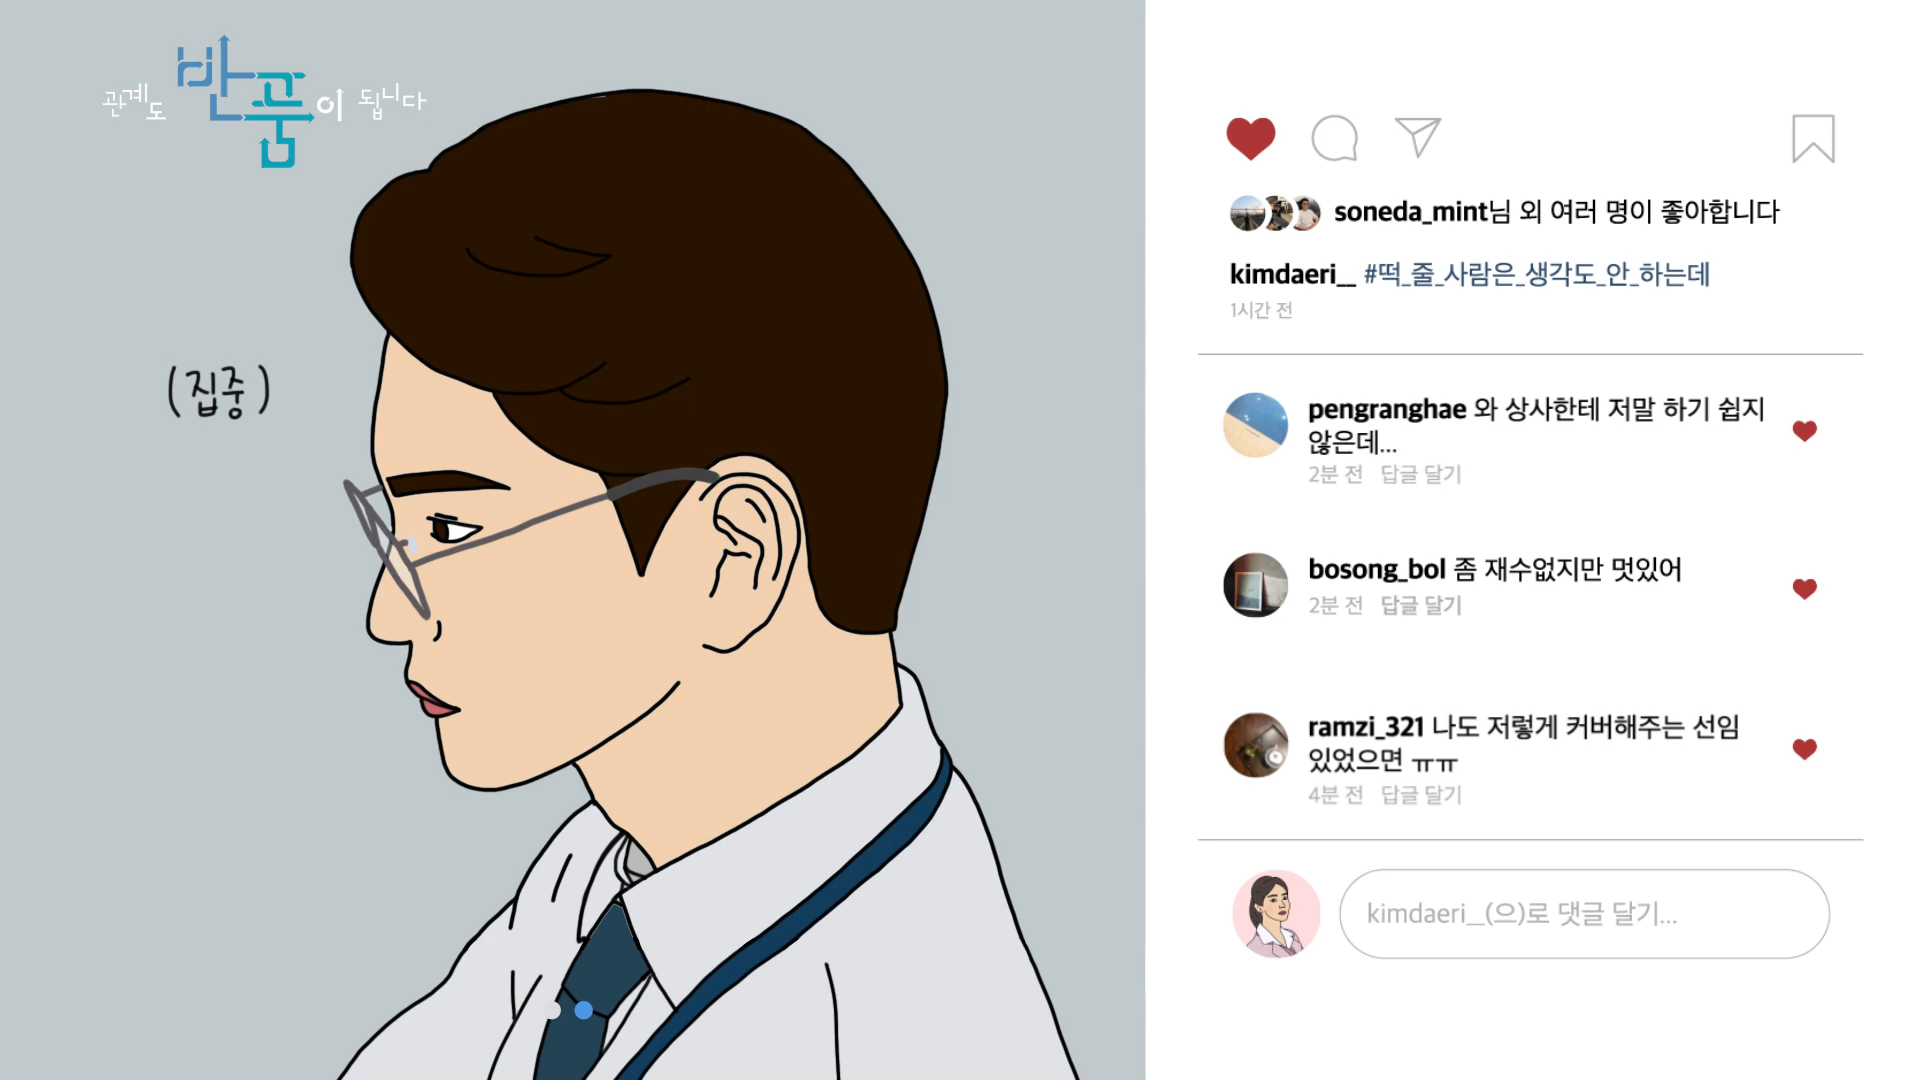 관계도 반품이 됩니다
(집중)
soneda_mint님 외 여러 명이 좋아합니다
kimdaeri__ #떡_줄_사람은_생각도_안_하는데
1시간 전
pengranghae 와 상사한테 저말 하기 쉽지
않은데...
2분 전 답글 달기
bosong_bol 좀 재수없지만 멋있어
2분 전 답글 달기
ramzi_321 나도 저렇게 커버해주는 선임
있었으면 ㅠㅠ
4분 전 답글 달기
kimdaeri__(으)로 댓글 달기...